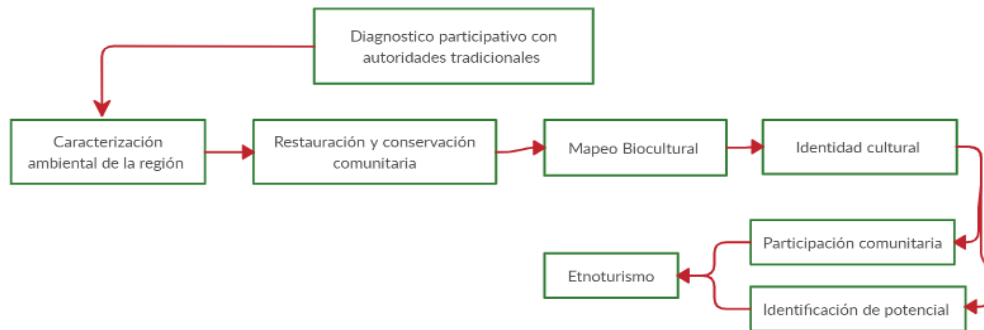 Diagnostico participativo con
autoridades tradicionales
Caracterización
ambiental de la región
Restauración y conservación
comunitaria
Mapeo Biocultural
Identidad cultural
Participación comunitaria
Etnoturismo
Identificación de potencial